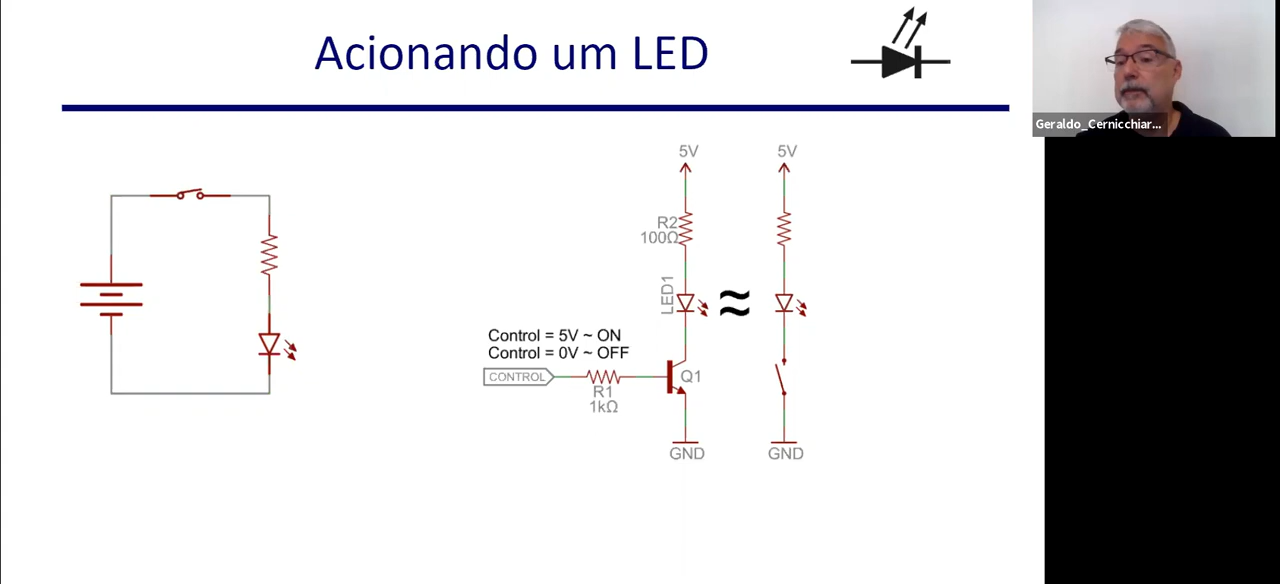 Acionando um LED
Geraldo_Cernicchiar...
5V
5V
R2
100Ω
LED1
≈
Control = 5V ~ ON
Control = 0V ~ OFF
CONTROL
R1
1kΩ
Q1
GND
GND